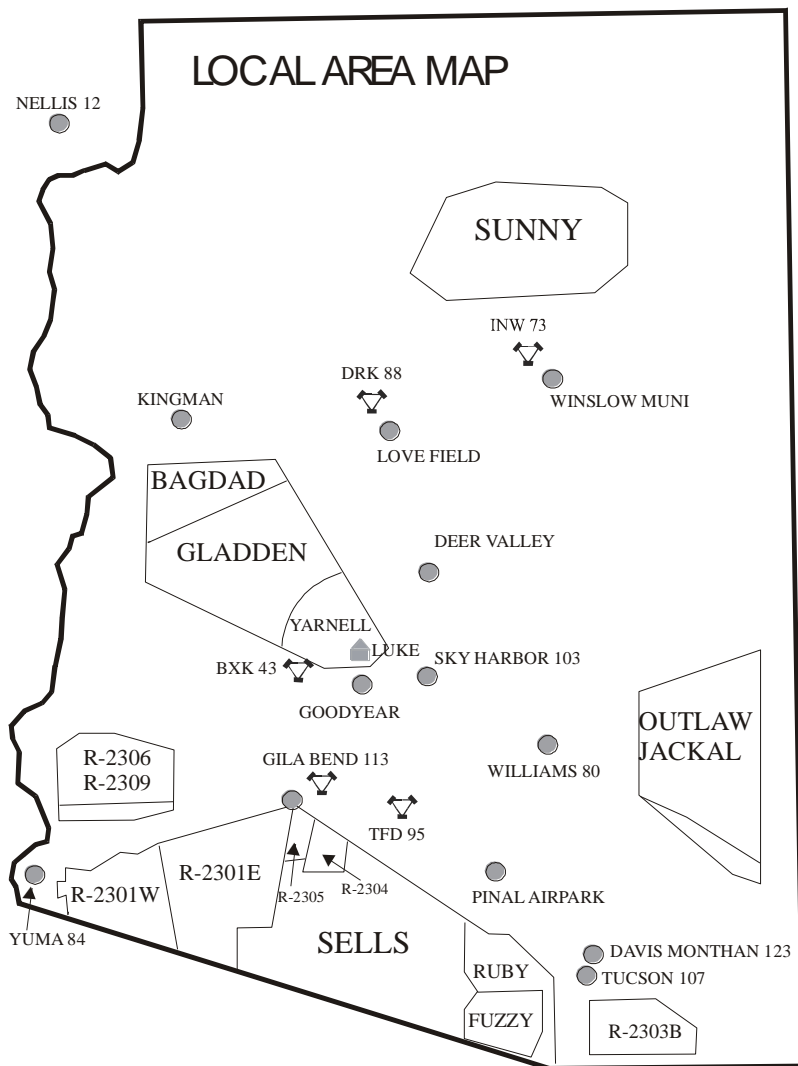 LOCAL AREA MAP
NELLIS 12
SUNNY
INW 73
DRK 88
KINGMAN
WINSLOW MUNI
LOVE FIELD
BAGDAD
DEER VALLEY
GLADDEN
YARNELL
LUKE
SKY HARBOR 103
BXK 43
GOODYEAR
OUTLAW
JACKAL
R-2306
R-2309
GILA BEND 113
WILLIAMS 80
TFD 95
R-2301E
R-2301W
R-2305
R-2304
PINAL AIRPARK
YUMA 84
SELLS
DAVIS MONTHAN 123
RUBY
TUCSON 107
FUZZY
R-2303B